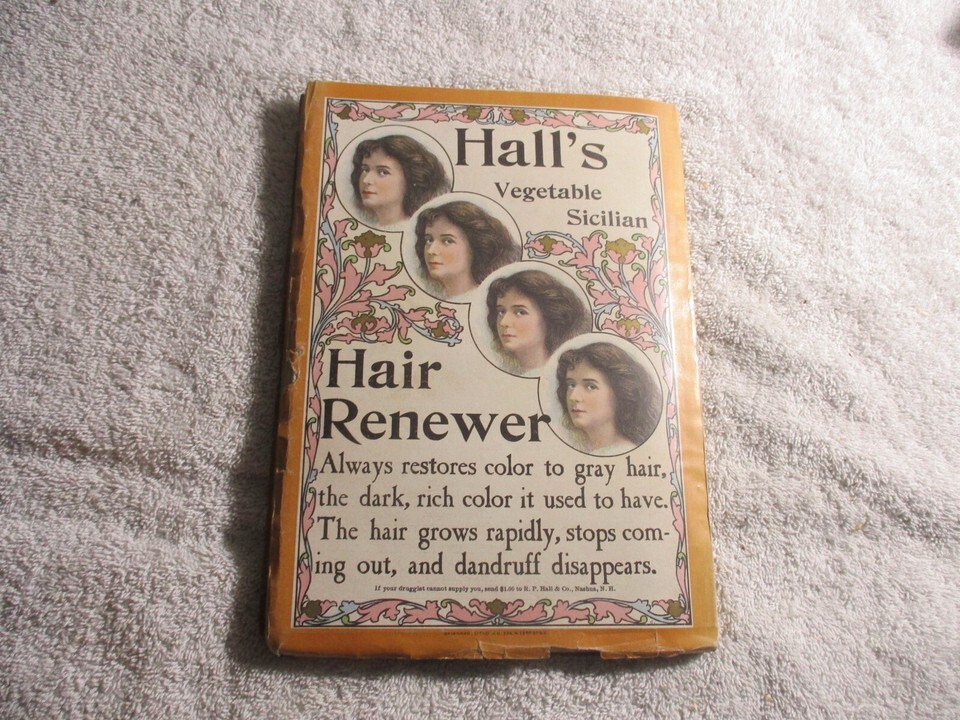 Hall's
Vegetable
Sicilian
Hair
Renewer
Always restores color to gray hair,
the dark, rich color it used to have.
The hair grows rapidly, stops com-
ing out, and dandruff disappears.
If your druggist cannot supply you, send $1.00 to R. P. Hall & Co., Nashua, N. H.